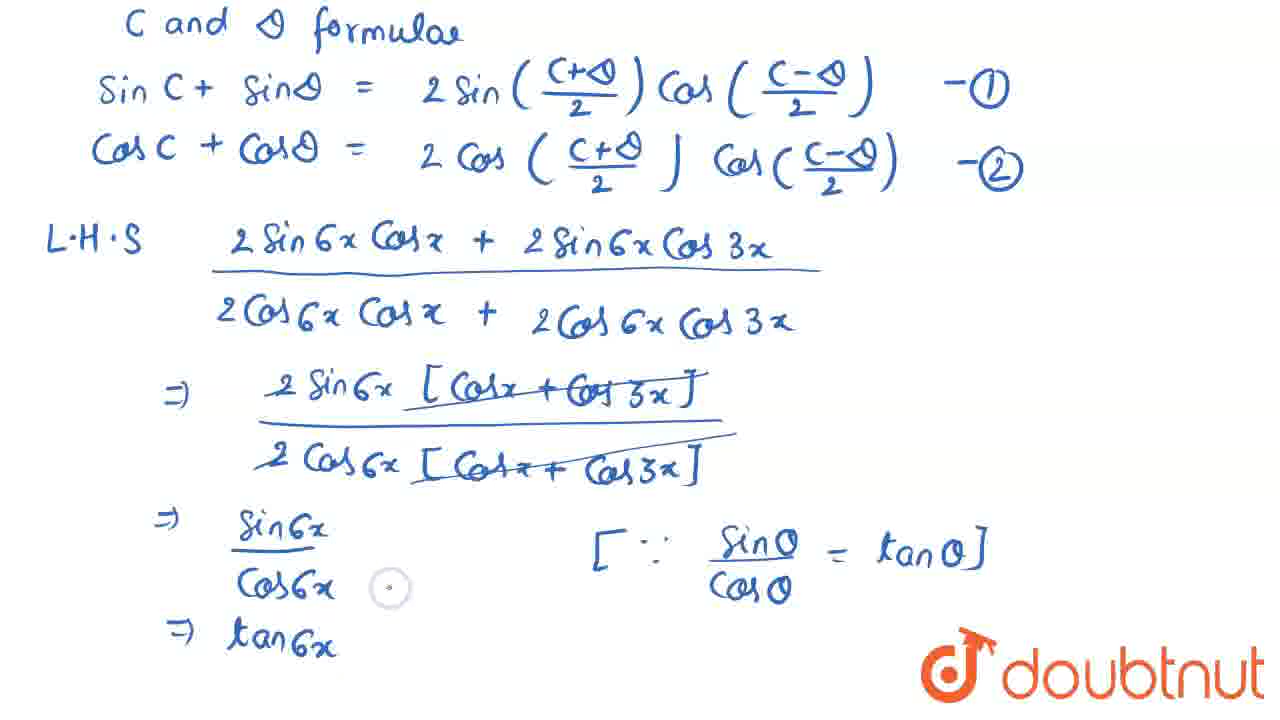 C and D formulae
Sin C + Sin D = 2 Sin ( C+D / 2 ) Cos ( C-D / 2 ) - ①
Cos C + Cos D = 2 Cos ( C+D / 2 ) Cos ( C-D / 2 ) - ②
L.H.S 2 Sin 6x Cos x + 2 Sin 6x Cos 3x
2 Cos 6x Cos x + 2 Cos 6x Cos 3x
⇒ 2 Sin 6x [ Cos x + Cos 3x ]
2 Cos 6x [ Cos x + Cos 3x ]
⇒ Sin 6x / Cos 6x [ ∵ Sin θ / Cos θ = tan θ ]
⇒ tan 6x
doubtnut